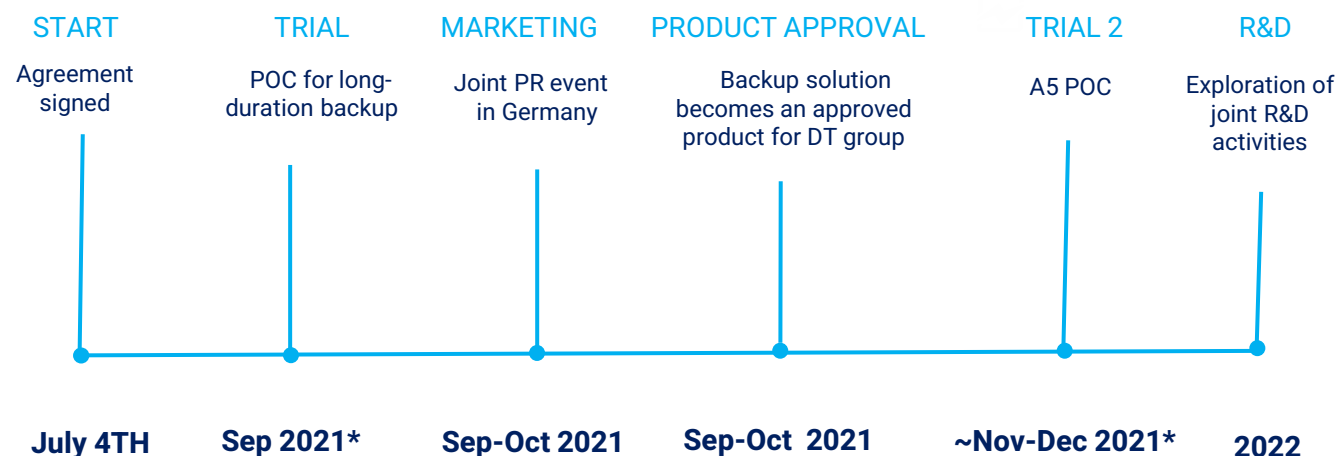 START
Agreement
signed
TRIAL
POC for long-
duration backup
MARKETING
Joint PR event
in Germany
PRODUCT APPROVAL
Backup solution
becomes an approved
product for DT group
TRIAL 2
A5 POC
R&D
Exploration of
joint R&D
activities
July 4TH
Sep 2021*
Sep-Oct 2021
Sep-Oct 2021
~Nov-Dec 2021*
2022